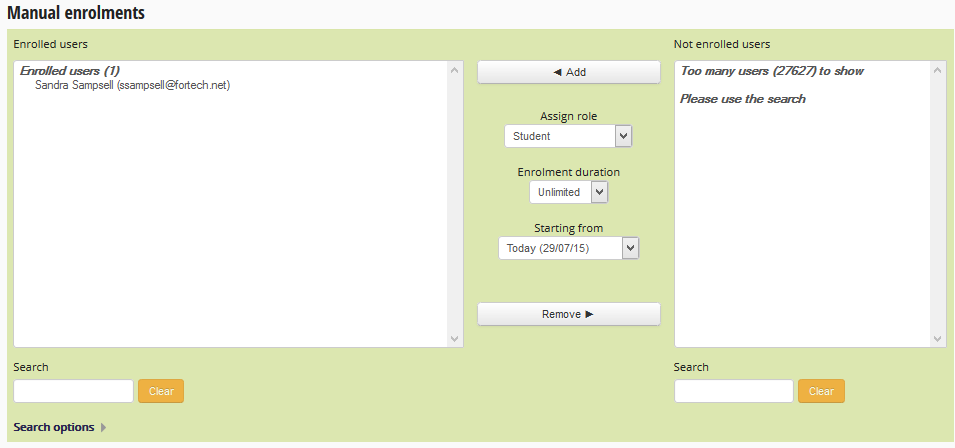 Manual enrolments
Enrolled users
Enrolled users (1)
Sandra Sampsell (ssampsell@fortech.net)
◄ Add
Assign role
Student
Enrolment duration
Unlimited
Starting from
Today (29/07/15)
Remove ►
Not enrolled users
Too many users (27627) to show
Please use the search
Search
Clear
Search
Clear
Search options